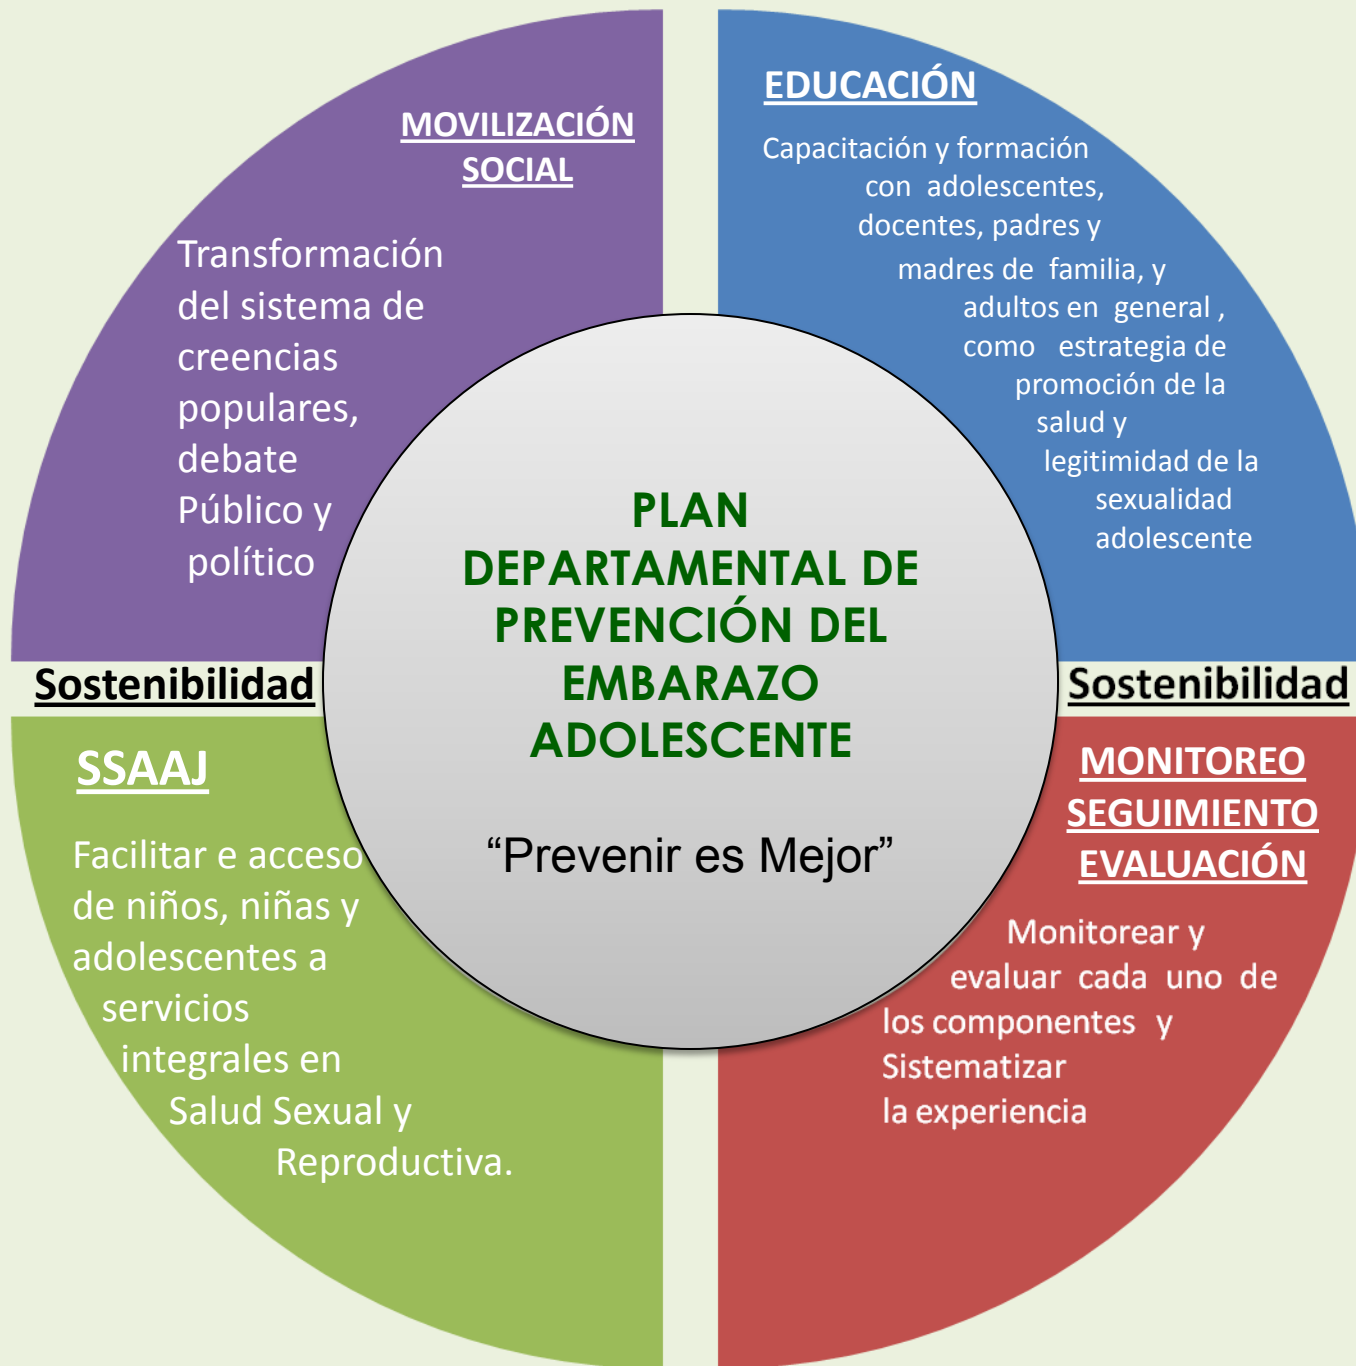 MOVILIZACIÓN
SOCIAL
Transformación
del sistema de
creencias
populares,
debate
Público y
político
EDUCACIÓN
Capacitación y formación
con adolescentes,
docentes, padres y
madres de familia, y
adultos en general ,
como estrategia de
promoción de la
salud y
legitimidad de la
sexualidad
adolescente
PLAN
DEPARTAMENTAL DE
PREVENCIÓN DEL
EMBARAZO
ADOLESCENTE
“Prevenir es Mejor”
Sostenibilidad
Sostenibilidad
SSAAJ
Facilitar e acceso
de niños, niñas y
adolescentes a
servicios
integrales en
Salud Sexual y
Reproductiva.
MONITOREO
SEGUIMIENTO
EVALUACIÓN
Monitorear y
evaluar cada uno de
los componentes y
Sistematizar
la experiencia